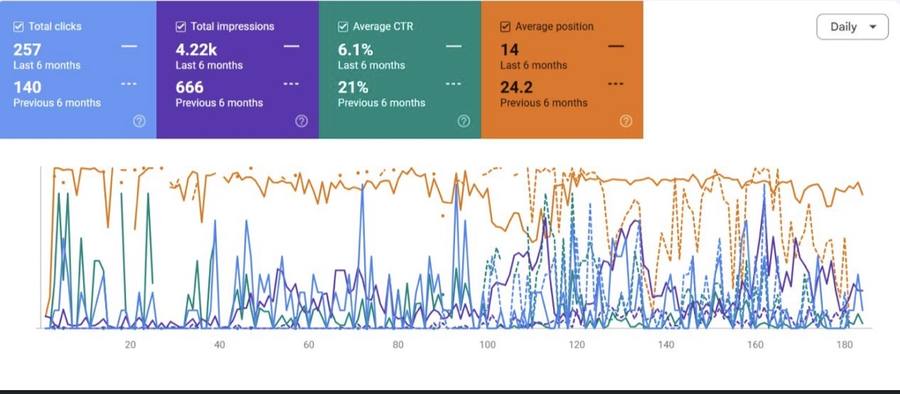 Total clicks
257
Last 6 months
140
Previous 6 months
Total impressions
4.22k
Last 6 months
666
Previous 6 months
Average CTR
6.1%
Last 6 months
21%
Previous 6 months
Average position
14
Last 6 months
24.2
Previous 6 months
Daily
20 40 60 80 100 120 140 160 180